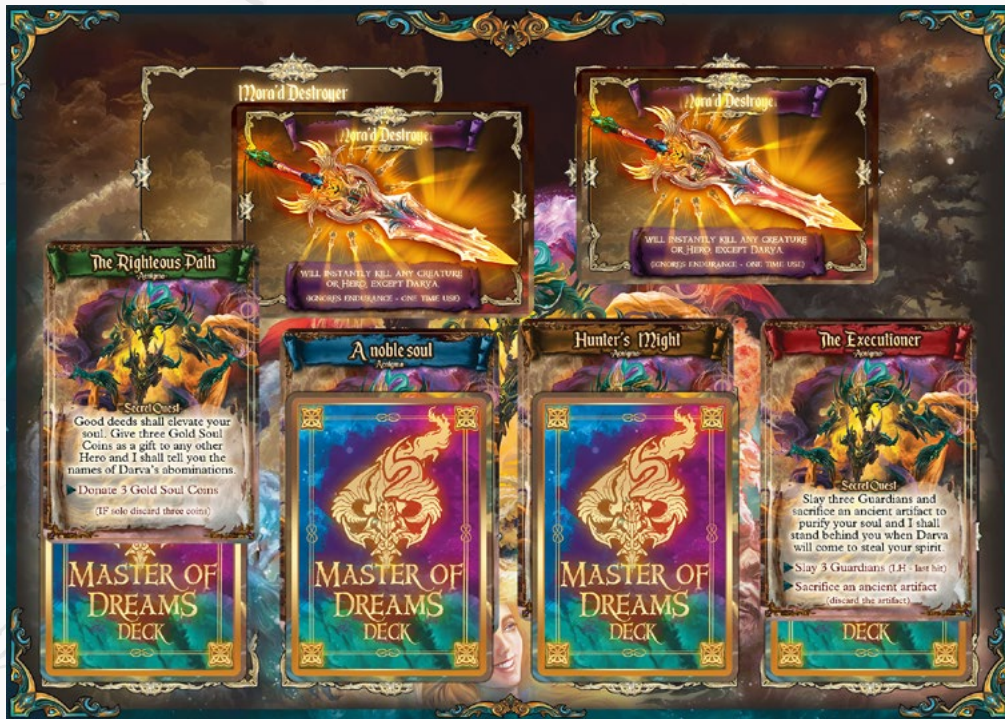 Mora'd Destroyer
Mora'd Destroyer
WILL INSTANTLY KILL ANY CREATURE
OR HERO, EXCEPT DARVA.
(IGNORES ENDURANCE - ONE TIME USE)
Mora'd Destroyer
WILL INSTANTLY KILL ANY CREATURE
OR HERO, EXCEPT DARVA.
(IGNORES ENDURANCE - ONE TIME USE)
The Righteous Path
Secret Quest
Good deeds shall elevate your
soul. Give three Gold Soul
Coins as a gift to any other
Hero and I shall tell you the
names of Darva's abominations.
Donate 3 Gold Soul Coins
(IF solo discard three coins)
MASTER OF
DREAMS
DECK
A noble soul
MASTER OF
DREAMS
DECK
Hunter's Might
MASTER OF
DREAMS
DECK
The Executioner
Secret Quest
Slay three Guardians and
sacrifice an ancient artifact to
purify your soul and I shall
stand behind you when Darva
will come to steal your spirit.
Slay 3 Guardians (LH - last hit)
Sacrifice an ancient artifact
(discard the artifact)
DECK